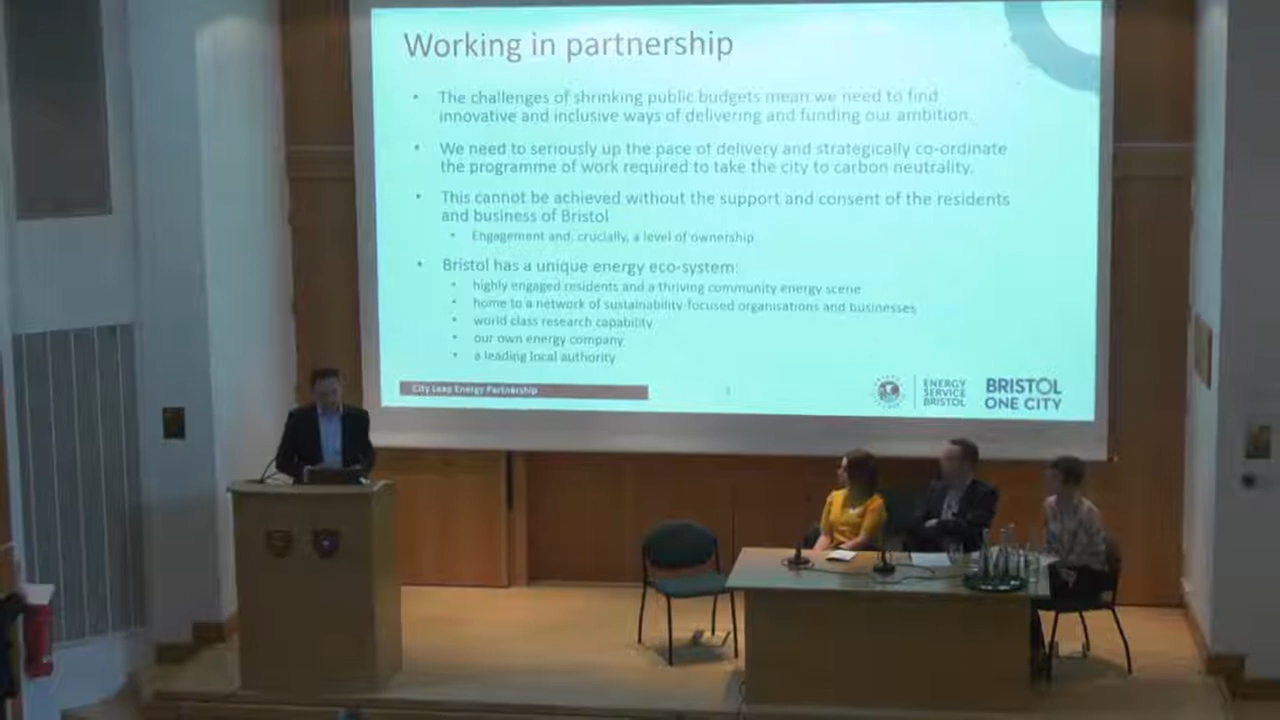 Working in partnership
• The challenges of shrinking public budgets mean we need to find
innovative and inclusive ways of delivering and funding our ambition.
• We need to seriously up the pace of delivery and strategically co-ordinate
the programme of work required to take the city to carbon neutrality.
• This cannot be achieved without the support and consent of the residents
and business of Bristol
• Engagement and, crucially, a level of ownership
• Bristol has a unique energy eco-system:
• highly engaged residents and a thriving community energy scene
• home to a network of sustainability focused organisations and businesses
• world class research capability
• our own energy company
• a leading local authority
City Leap Energy Partnership
ENERGY
SERVICE
BRISTOL
BRISTOL
ONE CITY